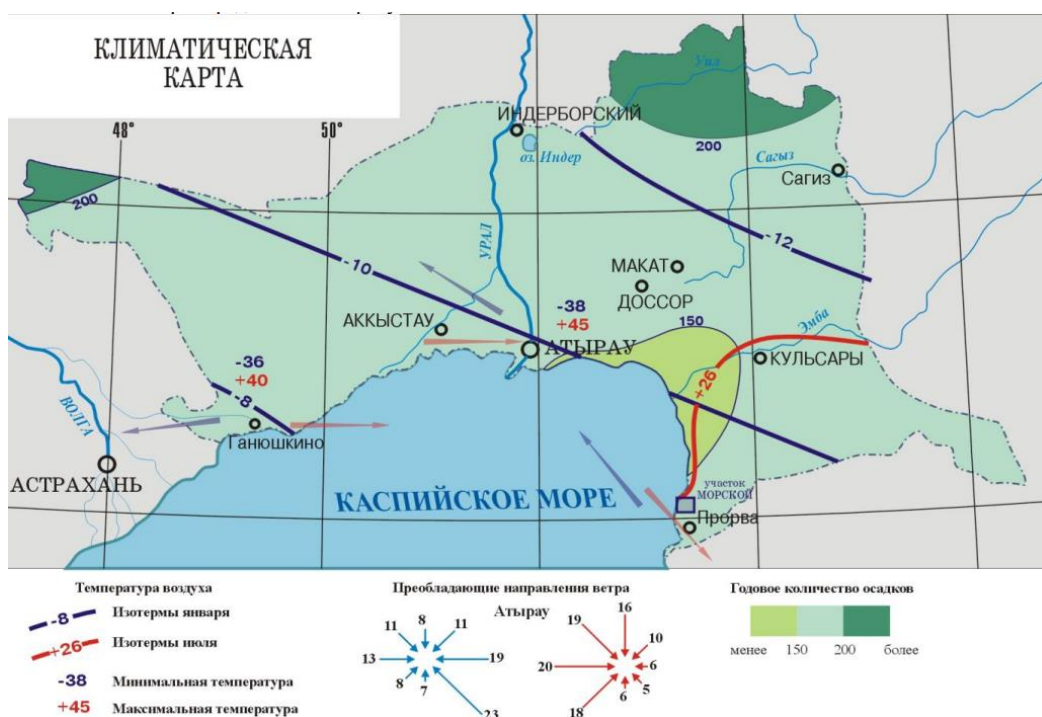 КЛИМАТИЧЕСКАЯ
КАРТА
48°
50°
ИНДЕРБОРСКИЙ
оз. Индер
Уил
200
Сагыз
Сагиз
200
-10
УРАЛ
-12
МАКАТ
ДОССОР
-38
+45
150
АККЫСТАУ
АТЫРАУ
Эмба
КУЛЬСАРЫ
-36
+40
+26
-8
ВОЛГА
Ганюшкино
АСТРАХАНЬ
КАСПИЙСКОЕ МОРЕ
участок
МОРСКОЙ
Прорва
Температура воздуха
-8 Изотермы января
+26 Изотермы июля
-38 Минимальная температура
+45 Максимальная температура
Преобладающие направления ветра
Атырау
11 8 11
13 19
8 7 23
19 16 10
20 6
18 6 5
Годовое количество осадков
менее 150 200 более